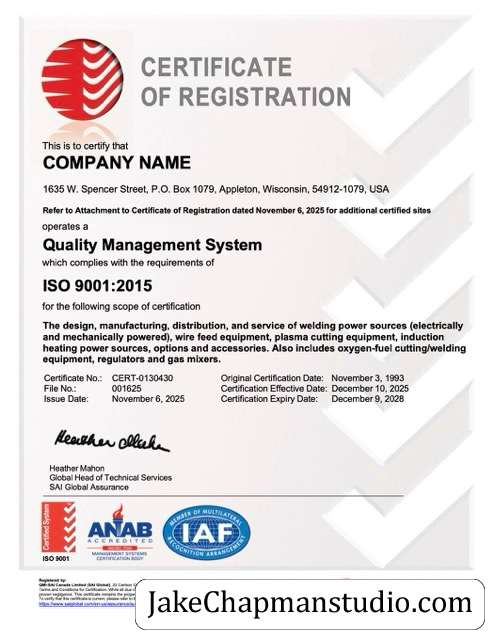 CERTIFICATE
OF REGISTRATION
This is to certify that
COMPANY NAME
1635 W. Spencer Street, P.O. Box 1079, Appleton, Wisconsin, 54912-1079, USA
Refer to Attachment to Certificate of Registration dated November 6, 2025 for additional certified sites
operates a
Quality Management System
which complies with the requirements of
ISO 9001:2015
for the following scope of certification
The design, manufacturing, distribution, and service of welding power sources (electrically
and mechanically powered), wire feed equipment, plasma cutting equipment, induction
heating power sources, options and accessories. Also includes oxygen-fuel cutting/welding
equipment, regulators and gas mixers.
Certificate No.: CERT-0130430 Original Certification Date: November 3, 1993
File No.: 001625 Certification Effective Date: December 10, 2025
Issue Date: November 6, 2025 Certification Expiry Date: December 9, 2028
Heather Mahon
Heather Mahon
Global Head of Technical Services
SAI Global Assurance
Certified System
ISO 9001
ANAB
ACCREDITED
MANAGEMENT SYSTEMS
CERTIFICATION BODY
MEMBER OF MULTILATERAL
IAF
RECOGNITION ARRANGEMENT
Registered by:
JakeChapmanstudio.com